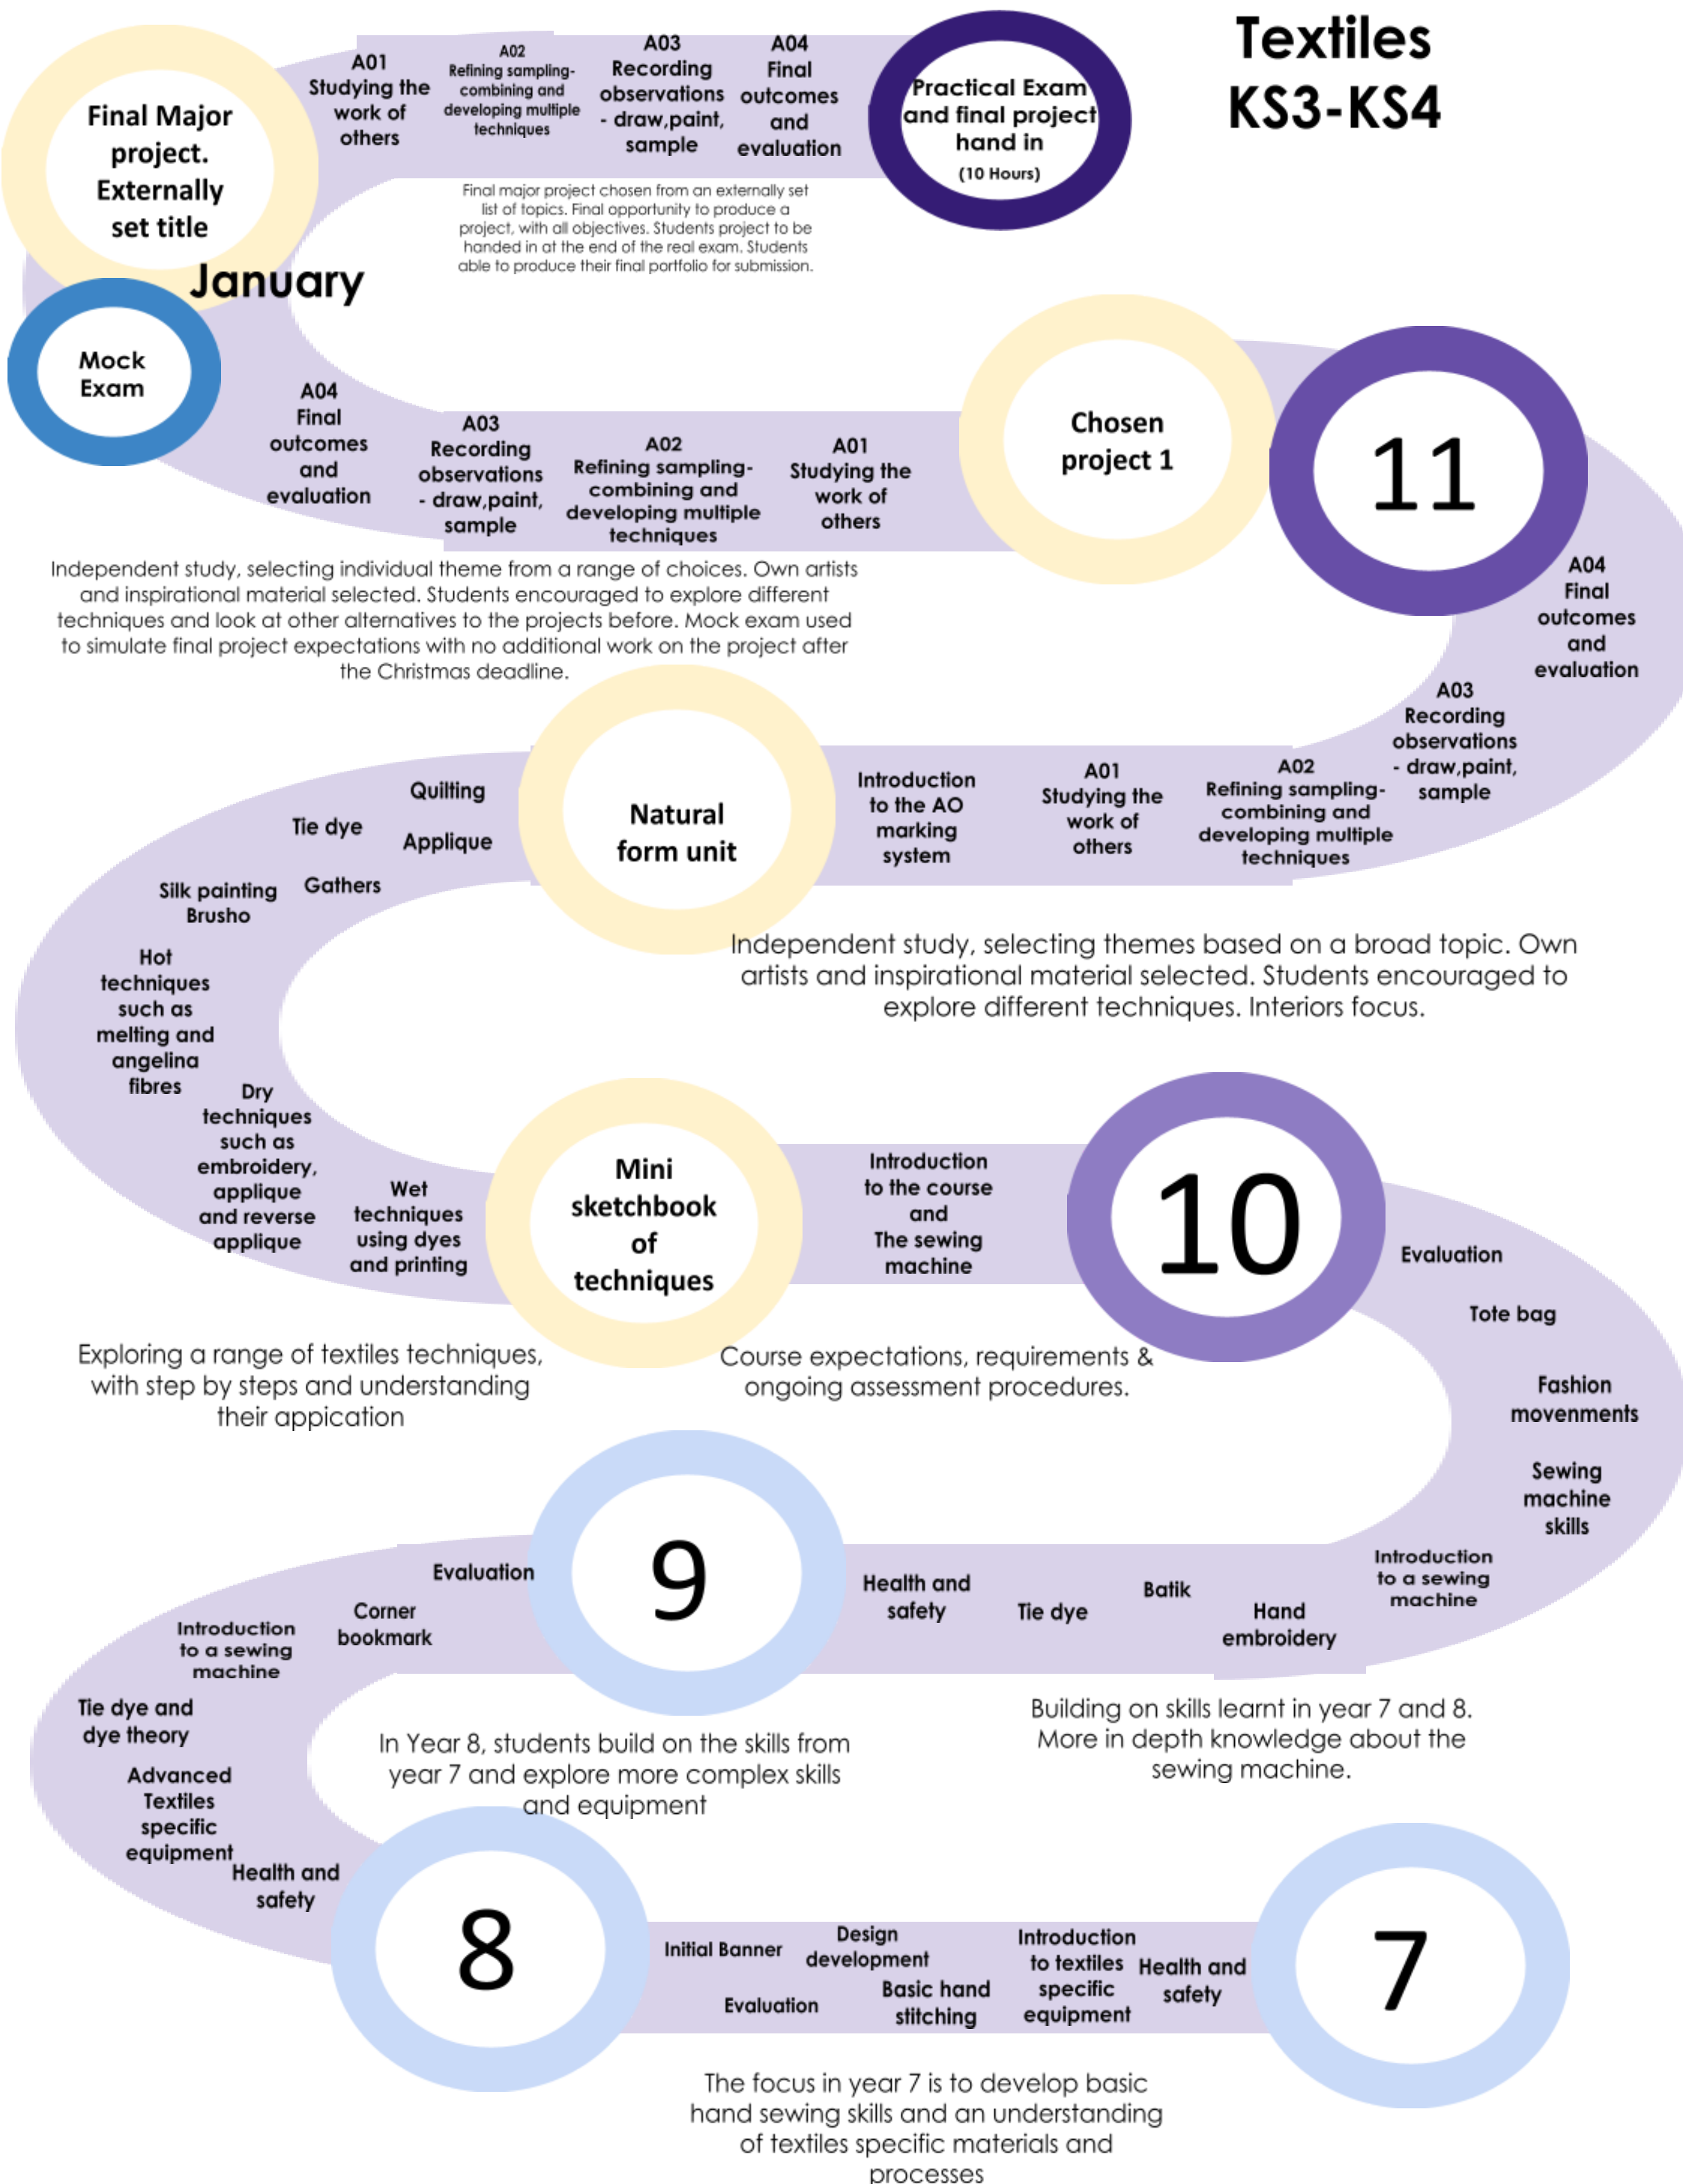 Textiles
KS3-KS4
Final Major
project.
Externally
set title
A01
Studying the
work of
others
A02
Refining sampling-
combining and
developing multiple
techniques
A03
Recording
observations
- draw,paint,
sample
A04
Final
outcomes
and
evaluation
Practical Exam
and final project
hand in
(10 Hours)
Final major project chosen from an externally set
list of topics. Final opportunity to produce a
project, with all objectives. Students project to be
handed in at the end of the real exam. Students
able to produce their final portfolio for submission.
January
Mock
Exam
A04
Final
outcomes
and
evaluation
A03
Recording
observations
- draw,paint,
sample
A02
Refining sampling-
combining and
developing multiple
techniques
A01
Studying the
work of
others
Chosen
project 1
11
Independent study, selecting individual theme from a range of choices. Own artists
and inspirational material selected. Students encouraged to explore different
techniques and look at other alternatives to the projects before. Mock exam used
to simulate final project expectations with no additional work on the project after
the Christmas deadline.
A04
Final
outcomes
and
evaluation
A03
Recording
observations
- draw,paint,
sample
Quilting
Tie dye
Applique
Gathers
Silk painting
Brusho
Natural
form unit
Introduction
to the AO
marking
system
A01
Studying the
work of
others
A02
Refining sampling-
combining and
developing multiple
techniques
Independent study, selecting themes based on a broad topic. Own
artists and inspirational material selected. Students encouraged to
explore different techniques. Interiors focus.
Hot
techniques
such as
melting and
angelina
fibres
Dry
techniques
such as
embroidery,
applique
and reverse
applique
Wet
techniques
using dyes
and printing
Mini
sketchbook
of
techniques
Introduction
to the course
and
The sewing
machine
10
Evaluation
Tote bag
Fashion
movenments
Sewing
machine
skills
Introduction
to a sewing
machine
Exploring a range of textiles techniques,
with step by steps and understanding
their appication
Course expectations, requirements &
ongoing assessment procedures.
Evaluation
Corner
bookmark
Introduction
to a sewing
machine
Tie dye and
dye theory
Advanced
Textiles
specific
equipment
Health and
safety
9
Health and
safety
Tie dye
Batik
Hand
embroidery
In Year 8, students build on the skills from
year 7 and explore more complex skills
and equipment
Building on skills learnt in year 7 and 8.
More in depth knowledge about the
sewing machine.
8
Initial Banner
Design
development
Evaluation
Basic hand
stitching
Introduction
to textiles
specific
equipment
Health and
safety
7
The focus in year 7 is to develop basic
hand sewing skills and an understanding
of textiles specific materials and
processes